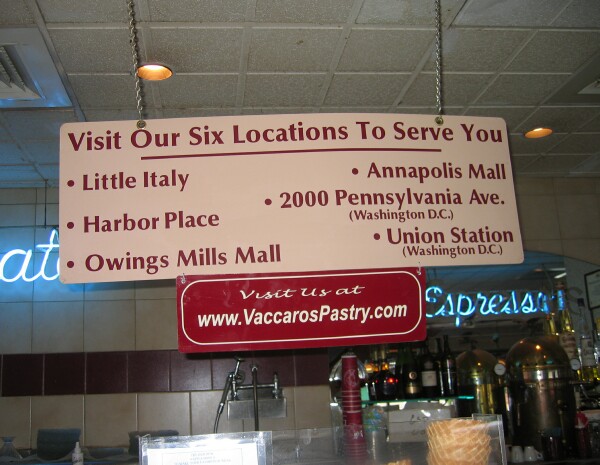 Visit Our Six Locations To Serve You
• Little Italy
• Harbor Place
• Owings Mills Mall
• Annapolis Mall
• 2000 Pennsylvania Ave.
(Washington D.C.)
• Union Station
(Washington D.C.)
Visit Us at
www.VaccarosPastry.com
Espresso